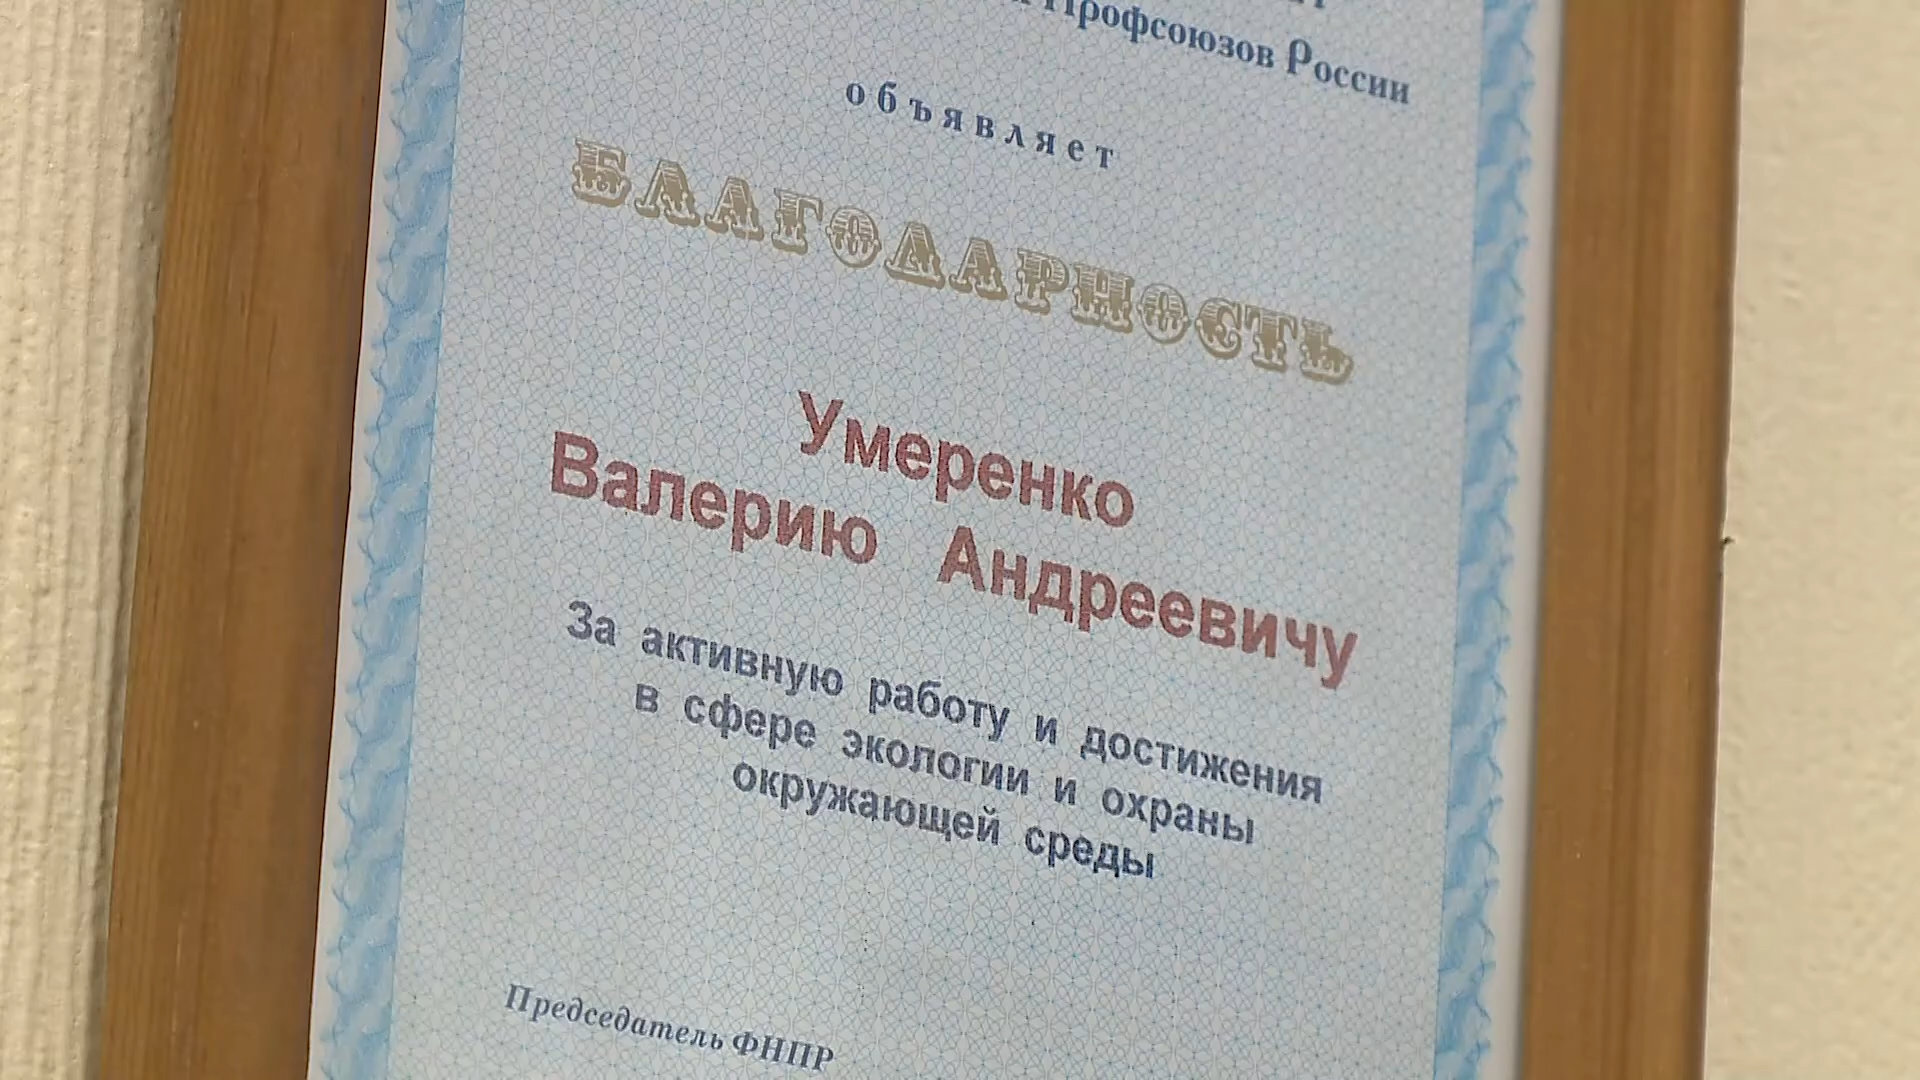 Профсоюзов России
объявляет
БЛАГОДАРНОСТЬ
Умеренко
Валерию Андреевичу
За активную работу и достижения
в сфере экологии и охраны
окружающей среды
Председатель ФНПР